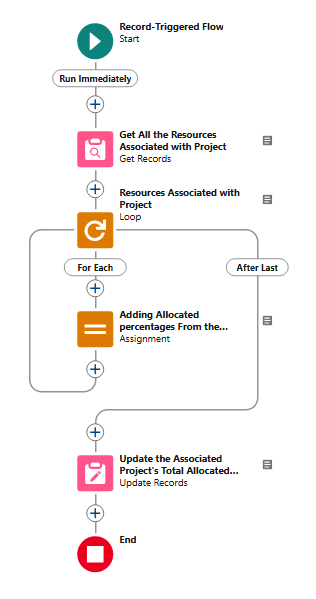 Record-Triggered Flow
Start
Run Immediately
Get All the Resources
Associated with Project
Get Records
Resources Associated with
Project
Loop
For Each
After Last
Adding Allocated
percentages From the...
Assignment
Update the Associated
Project's Total Allocated...
Update Records
End